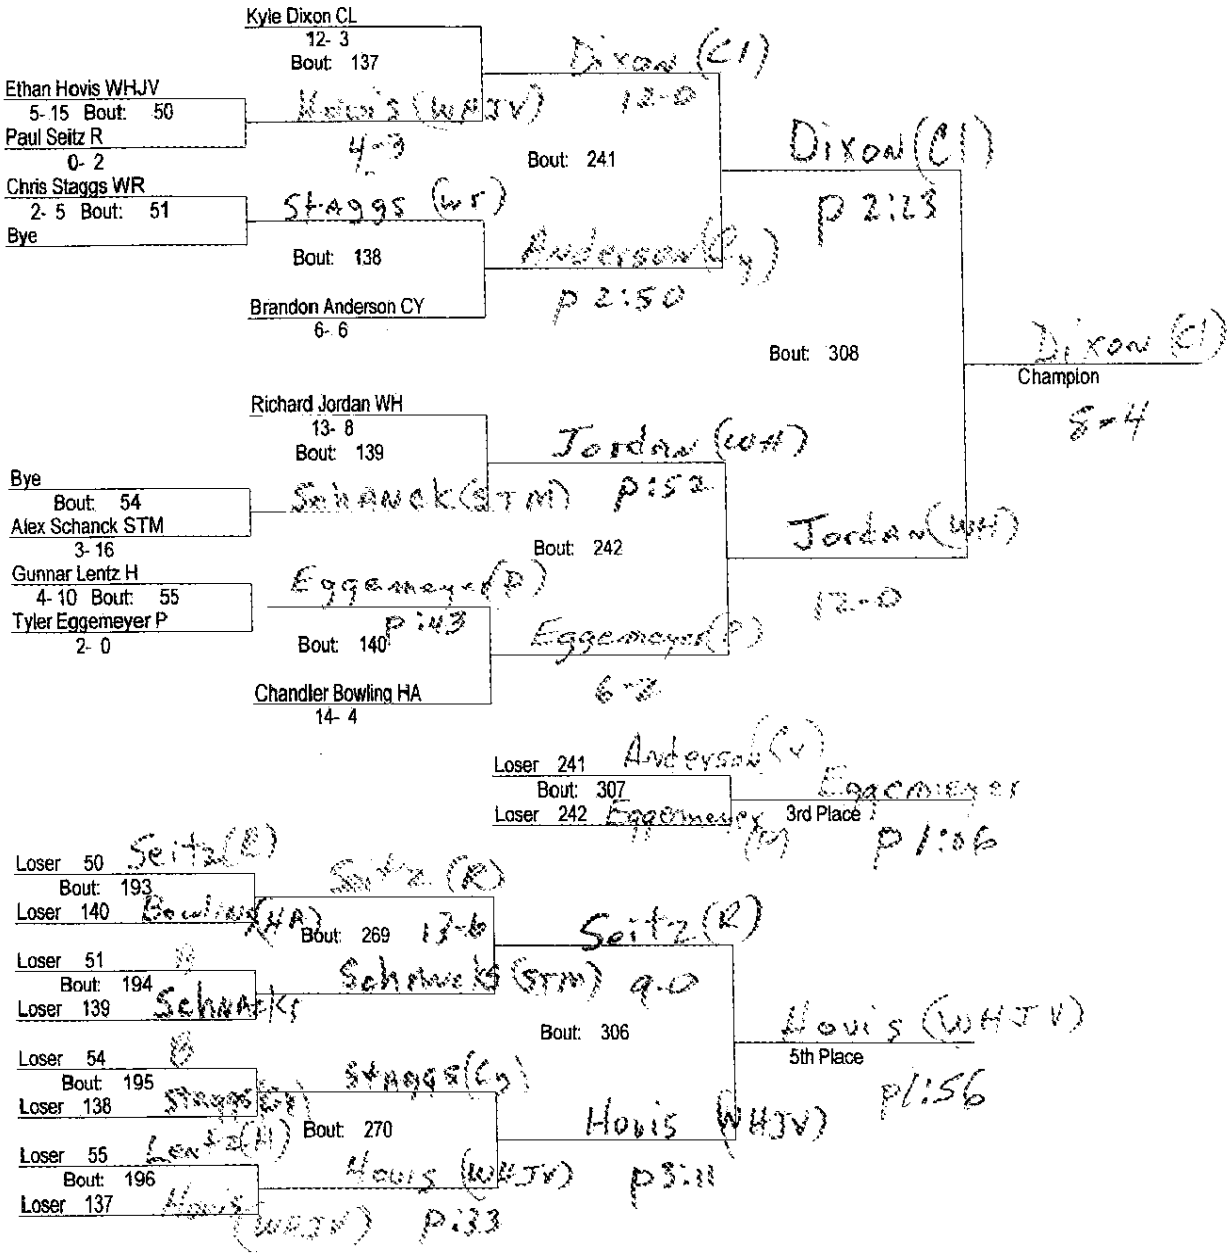 Kyle Dixon CL
12- 3
Bout: 137
Dixon (Cl)
12-0
Ethan Hovis WHJV
5- 15 Bout: 50
Hovis (WHJV)
4-3
Paul Seitz R
0- 2
Bout: 241
Dixon (Cl)
p 2:23
Chris Staggs WR
2- 5 Bout: 51
Staggs (Wr)
Bye
Bout: 138
Anderson (Cy)
p 2:50
Brandon Anderson CY
6- 6
Bout: 308
Dixon (Cl)
Champion
8-4
Richard Jordan WH
13- 8
Bout: 139
Jordan (WH)
p :52
Bye
Bout: 54
Schanck (STM)
Alex Schanck STM
3- 16
Bout: 242
Jordan (WH)
12-0
Gunnar Lentz H
4- 10 Bout: 55
Eggemeyer (P)
p :43
Tyler Eggemeyer P
2- 0
Bout: 140
Eggemeyer (P)
6-2
Chandler Bowling HA
14- 4
Loser 241 Anderson (Cy)
Bout: 307
Eggemeyer
Loser 242 Eggemeyer (P)
3rd Place
p 1:06
Loser 50 Seitz (R)
Bout: 193
Seitz (R)
Loser 140 Bowling (HA)
Bout: 269 13-6
Seitz (R)
9-0
Loser 51 B
Bout: 194
Schancks (STM)
Loser 139 Schnacks
Bout: 306
Hovis (WHJV)
5th Place
p 1:56
Loser 54 B
Bout: 195
Staggs (Cy)
Loser 138 Staggs
Bout: 270
Hovis (WHJV)
p 3:11
Loser 55 Lentz (H)
Bout: 196
Hovis (WHJV)
p :33
Loser 137 Hovis (WHJV)